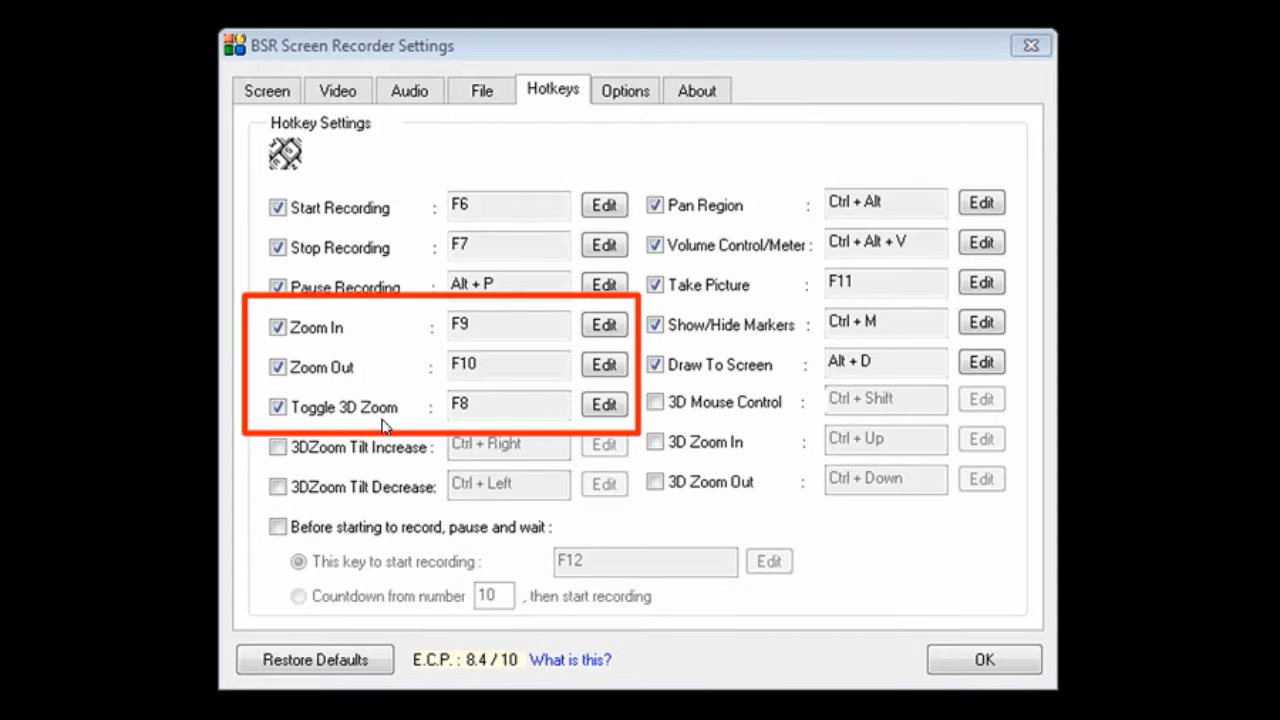 BSR Screen Recorder Settings
Screen Video Audio File Hotkeys Options About
Hotkey Settings
Start Recording : F6 Edit
Stop Recording : F7 Edit
Pause Recording : Alt + P Edit
Zoom In : F9 Edit
Zoom Out : F10 Edit
Toggle 3D Zoom : F8 Edit
3DZoom Tilt Increase : Ctrl + Right Edit
3DZoom Tilt Decrease: Ctrl + Left Edit
Pan Region : Ctrl + Alt Edit
Volume Control/Meter : Ctrl + Alt + V Edit
Take Picture : F11 Edit
Show/Hide Markers : Ctrl + M Edit
Draw To Screen : Alt + D Edit
3D Mouse Control : Ctrl + Shift Edit
3D Zoom In : Ctrl + Up Edit
3D Zoom Out : Ctrl + Down Edit
Before starting to record, pause and wait :
This key to start recording : F12 Edit
Countdown from number 10 , then start recording
Restore Defaults E.C.P. : 8.4 / 10 What is this? OK